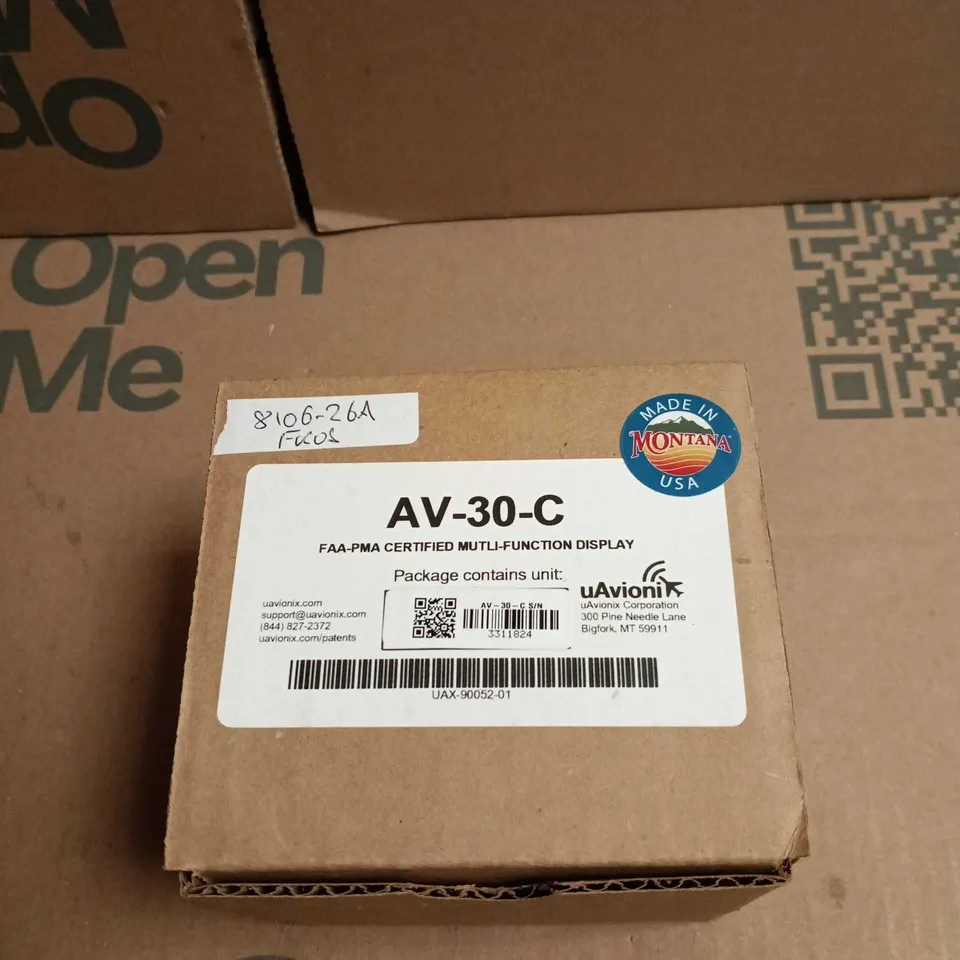 Open
Me
8106-26A
MADE IN
MONTANA
USA
AV-30-C
FAA-PMA CERTIFIED MUTLI-FUNCTION DISPLAY
Package contains unit:
uavionix.com
support@uavionix.com
(844) 827-2372
uavionix.com/patents
AV-30-C S/N
3311824
uAvionix
uAvionix Corporation
300 Pine Needle Lane
Bigfork, MT 59911
UAX-90052-01